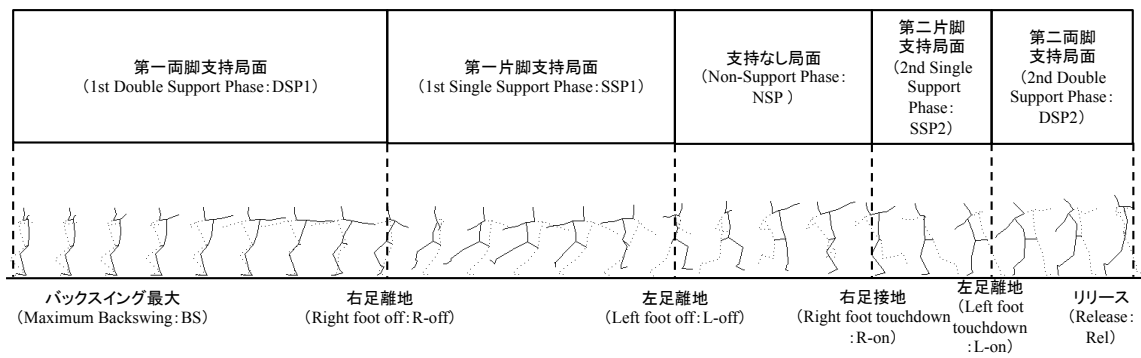 第一両脚支持局面
（1st Double Support Phase：DSP1）
第一片脚支持局面
（1st Single Support Phase：SSP1）
支持なし局面
（Non-Support Phase：
NSP ）
第二片脚
支持局面
（2nd Single
Support
Phase：
SSP2）
第二両脚
支持局面
（2nd Double
Support Phase：
DSP2）
バックスイング最大
（Maximum Backswing：BS）
右足離地
（Right foot off：R-off）
左足離地
（Left foot off：L-off）
右足接地
（Right foot touchdown
：R-on）
左足離地
（Left foot
touchdown
：L-on）
リリース
（Release：
Rel）